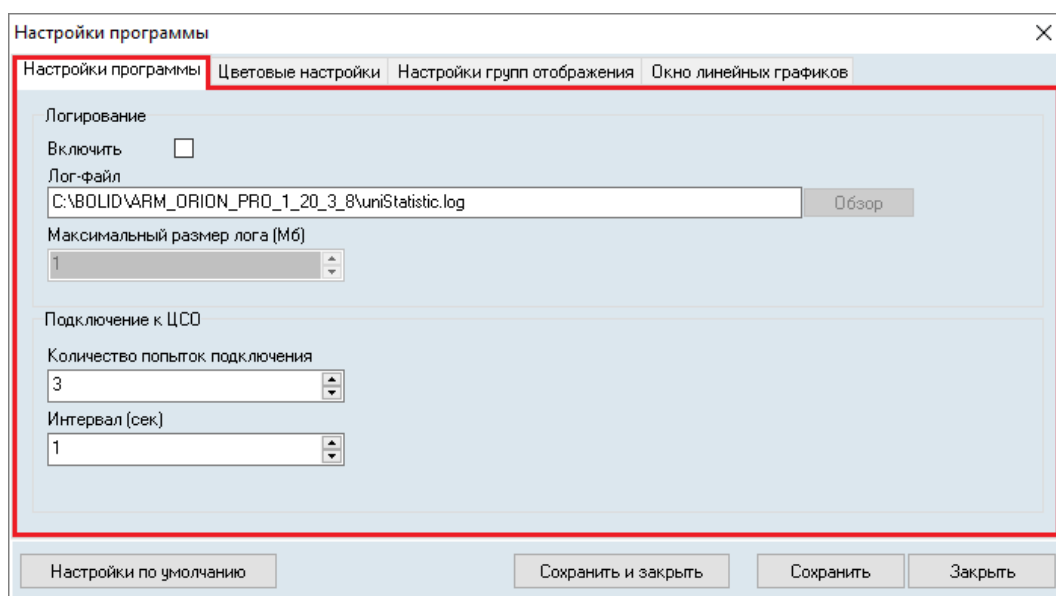 Настройки программы
Настройки программы Цветовые настройки Настройки групп отображения Окно линейных графиков
Логирование
Включить
Лог-файл
C:\BOLID\ARM_ORION_PRO_1_20_3_8\uniStatistic.log Обзор
Максимальный размер лога (Мб)
1
Подключение к ЦСО
Количество попыток подключения
3
Интервал (сек)
1
Настройки по умолчанию Сохранить и закрыть Сохранить Закрыть